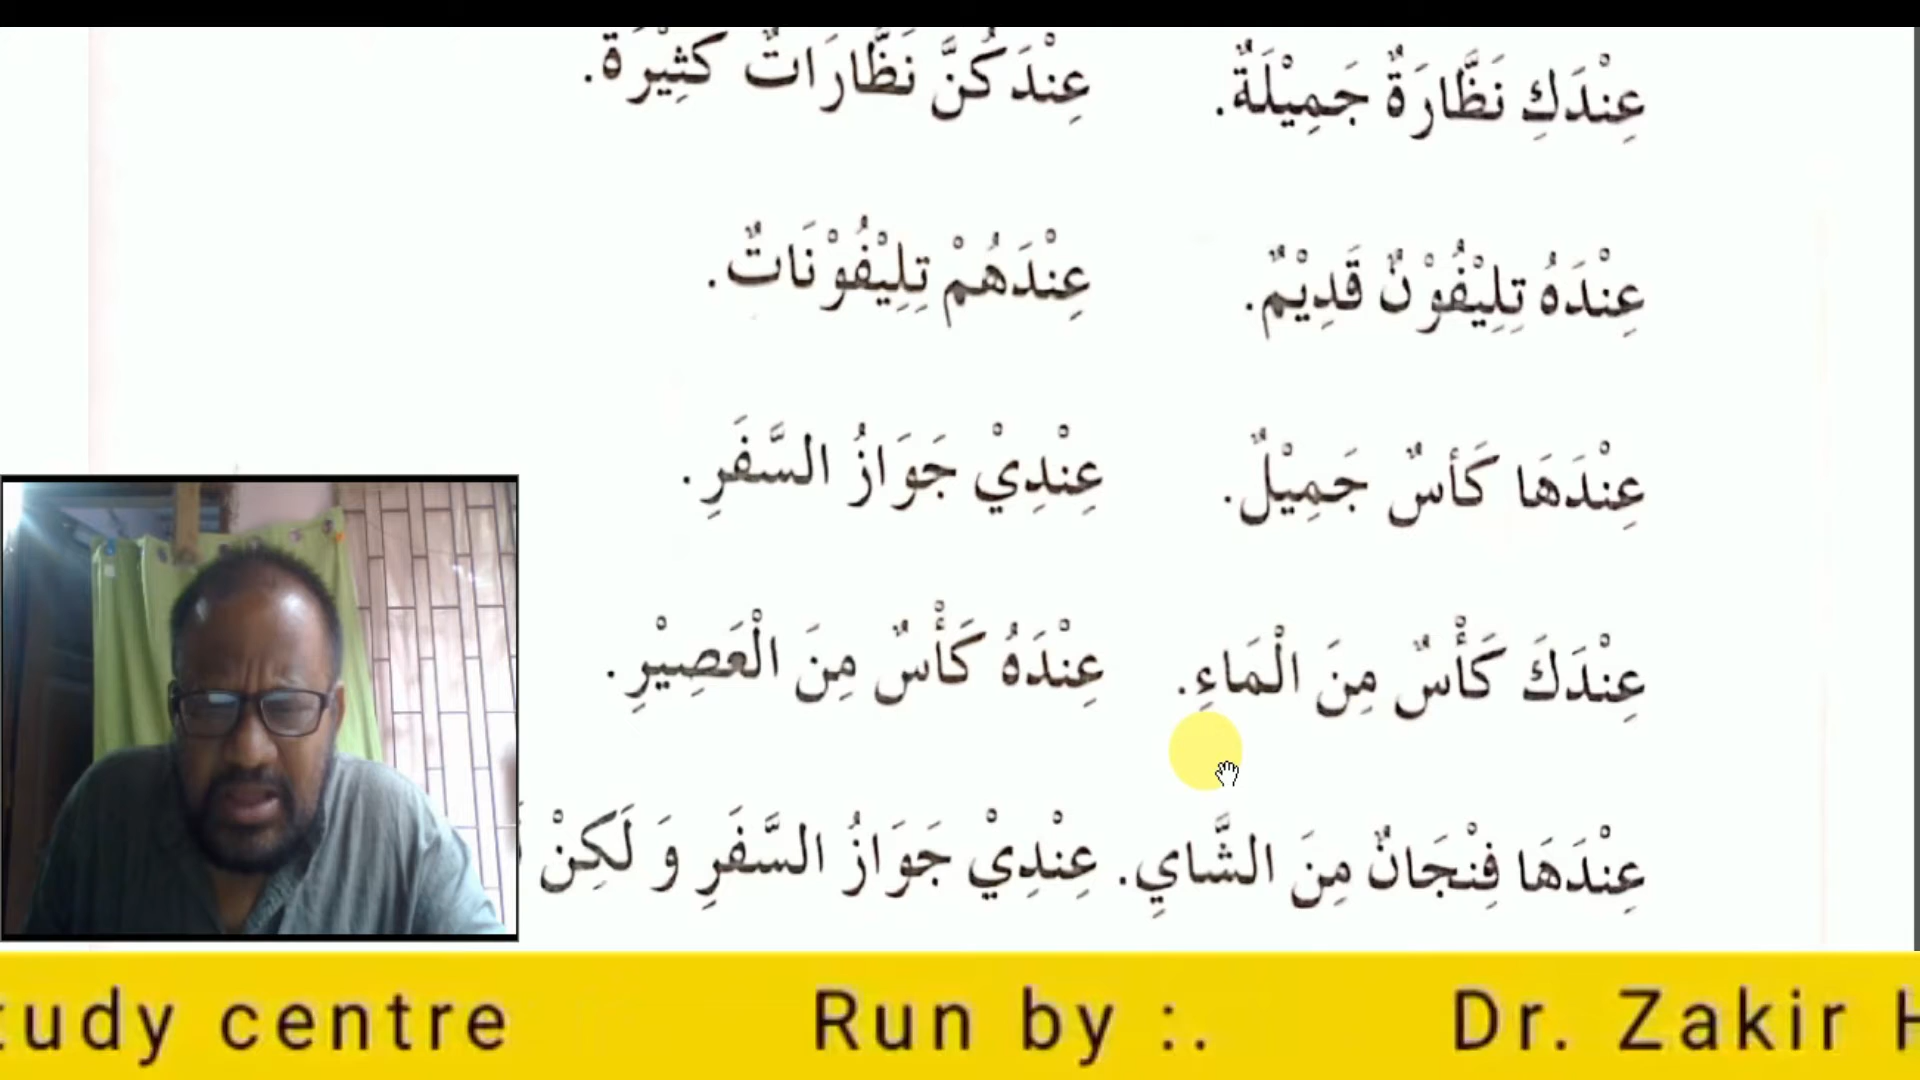 عِنْدَكِ نَظَّارَةٌ جَمِيْلَةٌ. عِنْدَكُنَّ نَظَّارَاتٌ كَثِيْرَةٌ.
عِنْدَهُ تِلِيْفُوْنٌ قَدِيْمٌ. عِنْدَهُمْ تِلِيْفُوْنَاتٌ.
عِنْدَهَا كَأسٌ جَمِيْلٌ. عِنْدِيْ جَوَازُ السَّفَرِ.
عِنْدَكَ كَأْسٌ مِنَ الْمَاءِ. عِنْدَهُ كَأْسٌ مِنَ الْعَصِيْرِ.
عِنْدَهَا فِنْجَانٌ مِنَ الشَّايِ. عِنْدِيْ جَوَازُ السَّفَرِ وَ لَكِنْ
tudy centre Run by :. Dr. Zakir H